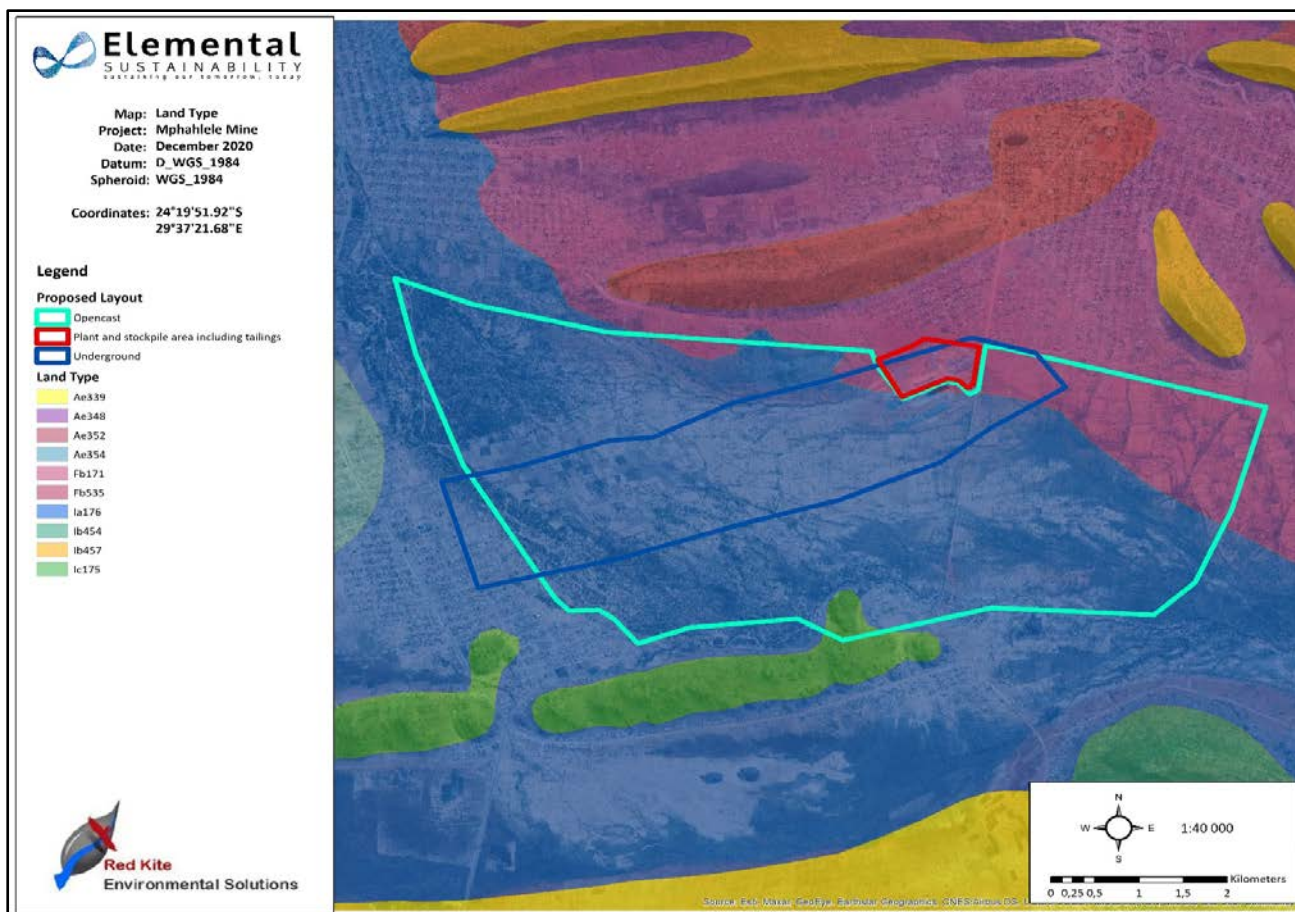 Elemental
SUSTAINABILITY
sustaining our tomorrow, today
Map: Land Type
Project: Mphahlele Mine
Date: December 2020
Datum: D_WGS_1984
Spheroid: WGS_1984
Coordinates: 24°19'51.92"S
29°37'21.68"E
Legend
Proposed Layout
Opencast
Plant and stockpile area including tailings
Underground
Land Type
Ae339
Ae348
Ae352
Ae354
Fb171
Fb535
Ia176
Ib454
Ib457
Ic175
Red Kite
Environmental Solutions
N
W E
S
1:40 000
Kilometers
0 0,25 0,5 1 1,5 2
Source: Esri, Maxar, GeoEye, Earthstar Geographics, CNES/Airbus DS,